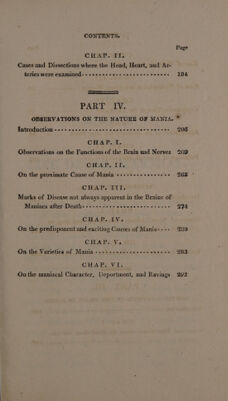 CONTENTS.
Page
CHAP. II.
Cases and Dissections where the Head, Heart, and Ar-
teries were examined 194
PART IV.
OBSERVATIONS ON THE NATURE OF MANIA.
Introduction 206
CHAP. I.
Observations on the Functions of the Brain and Nerves 209
CHAP. II.
On the proximate Cause of Mania 262
CHAP. III.
Marks of Disease not always apparent in the Brains of
Maniacs after Death 274
CHAP. IV.
On the predisponent and exciting Causes of Mania
CHAP. V.
On the Varieties of Mania 283
CHAP. VI.
On the maniacal Character, Deportment, and Ravings 292